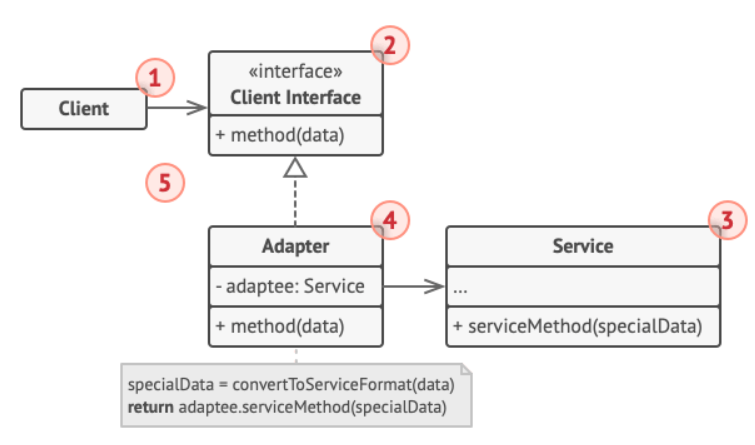 1
2
«interface»
Client
Client Interface
+ method(data)
5
4
3
Adapter
Service
- adaptee: Service
...
+ method(data)
+ serviceMethod(specialData)
specialData = convertToServiceFormat(data)
return adaptee.serviceMethod(specialData)